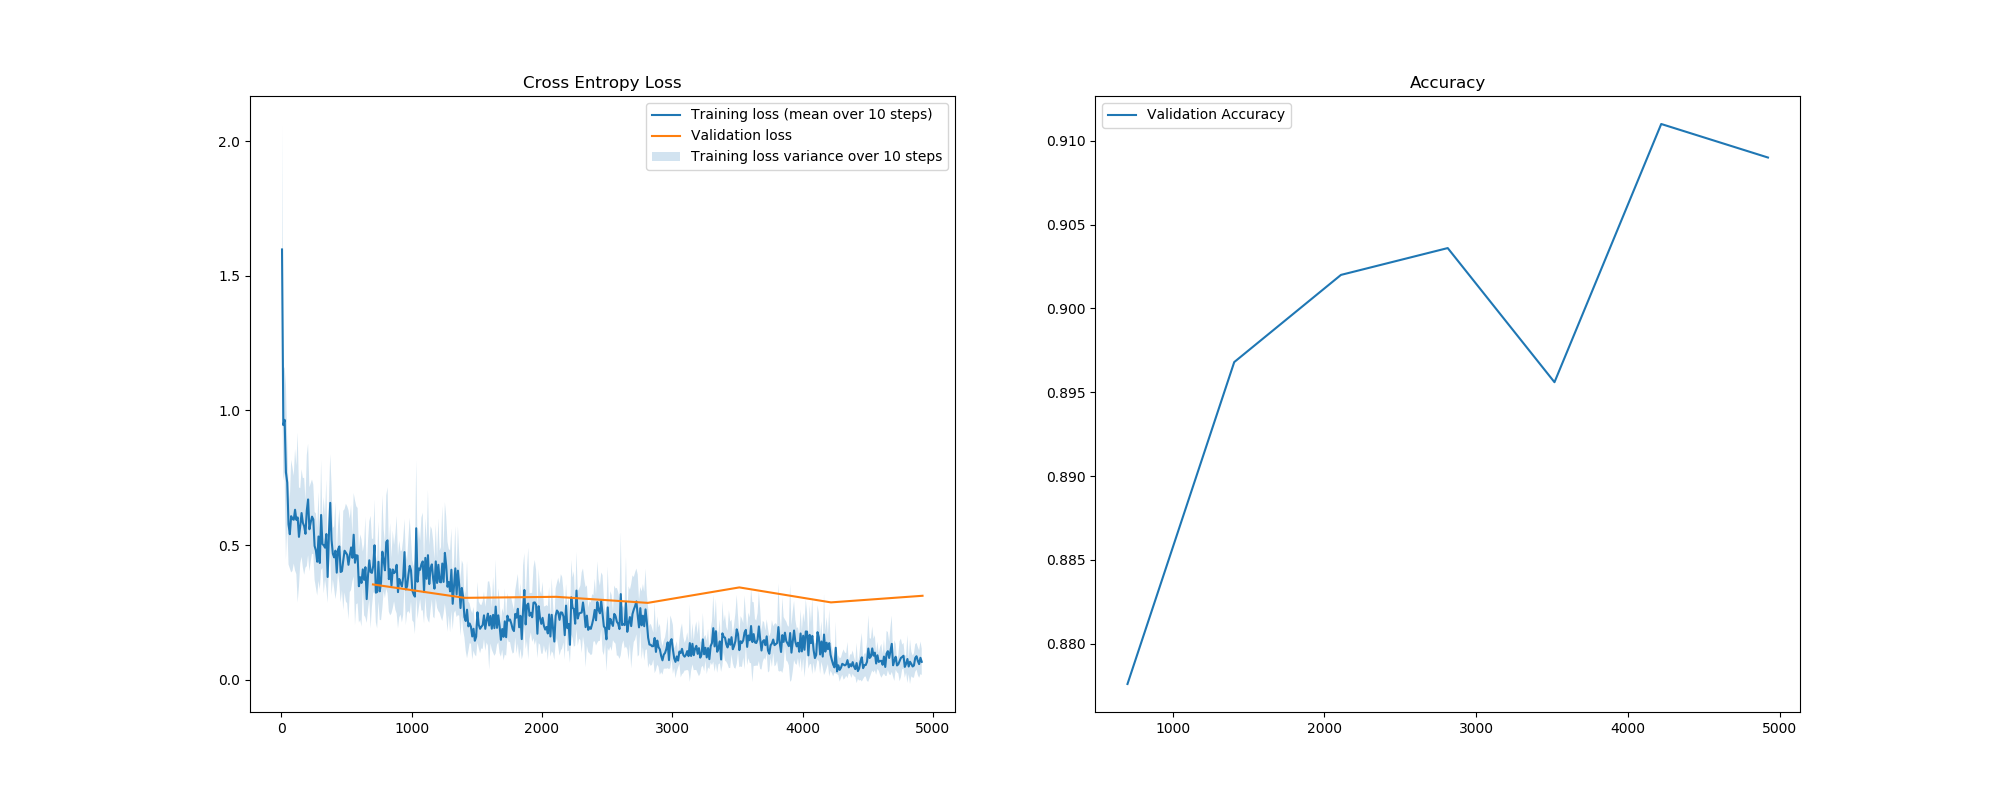 Cross Entropy Loss
Training loss (mean over 10 steps)
Validation loss
Training loss variance over 10 steps
2.0
1.5
1.0
0.5
0.0
0 1000 2000 3000 4000 5000
Accuracy
Validation Accuracy
0.910
0.905
0.900
0.895
0.890
0.885
0.880
1000 2000 3000 4000 5000